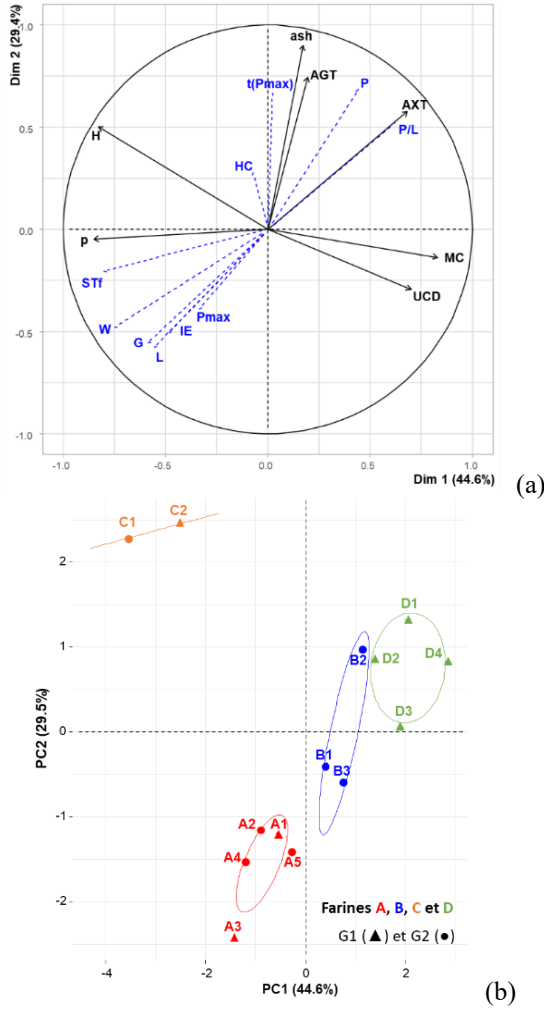 Dim 2 (29.4%)
1.0
0.5
0.0
-0.5
-1.0
ash
AGT
t(Pmax)
P
AXT
P/L
H
HC
p
MC
STf
UCD
Pmax
W
G
IE
L
-1.0 -0.5 0.0 0.5 1.0
Dim 1 (44.6%)
(a)
PC2 (29.5%)
2
1
0
-1
-2
C1 C2
D1
B2 D2 D4
D3
B1 B3
A2 A1
A4 A5
A3
Farines A, B, C et D
G1 (▲) et G2 (●)
-4 -2 0 2
PC1 (44.6%)
(b)